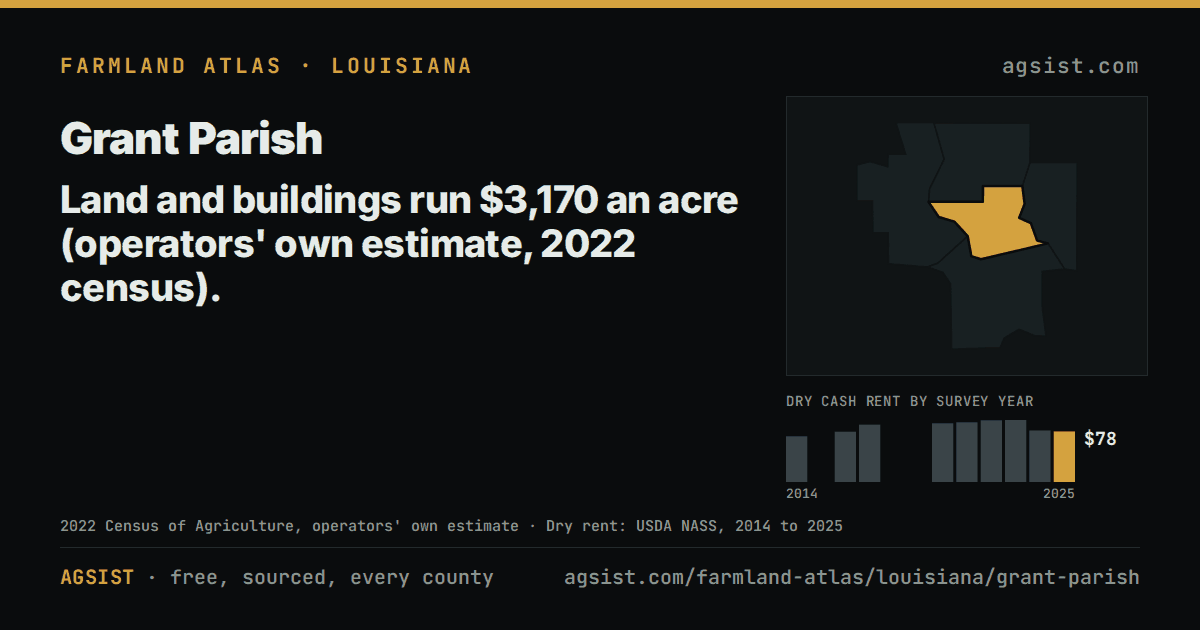 FARMLAND ATLAS · LOUISIANA
agsist.com
Grant Parish
Land and buildings run $3,170 an acre
(operators' own estimate, 2022
census).
DRY CASH RENT BY SURVEY YEAR
$78
2014
2025
2022 Census of Agriculture, operators' own estimate · Dry rent: USDA NASS, 2014 to 2025
AGSIST · free, sourced, every county
agsist.com/farmland-atlas/louisiana/grant-parish